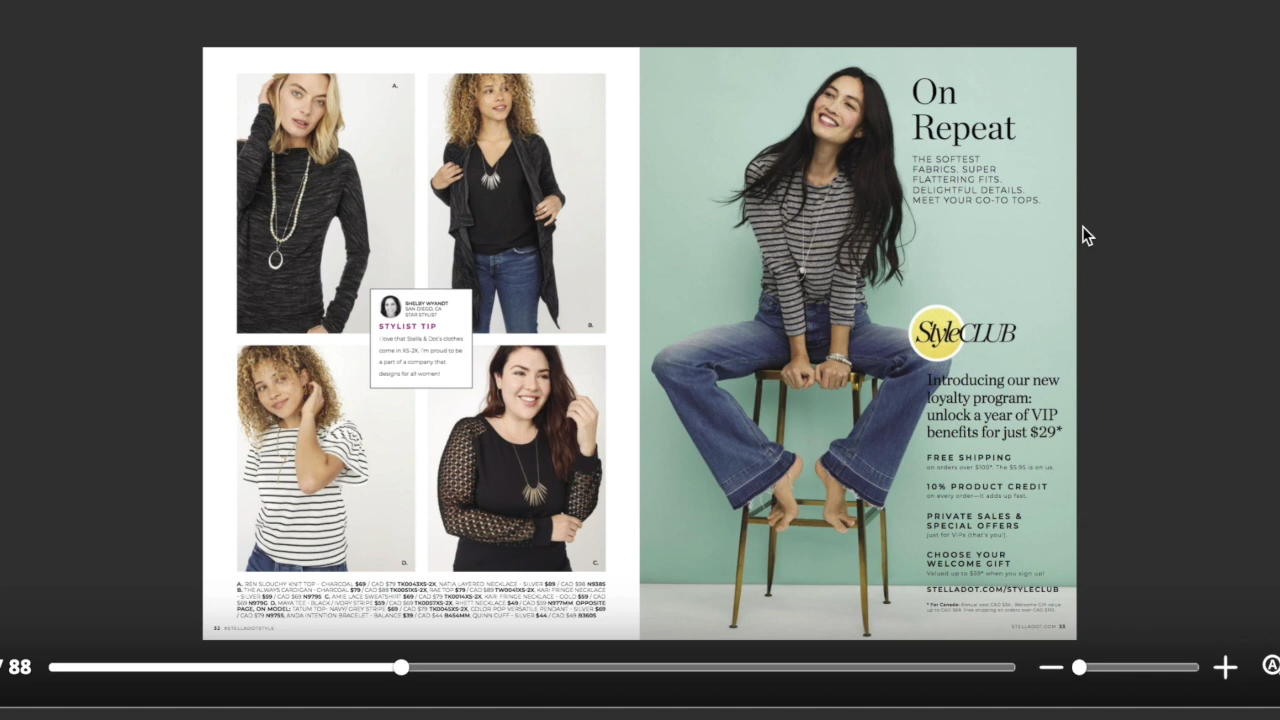 A.
B.
SHELBY WYANDT
SAN DIEGO, CA
STAR STYLIST
STYLIST TIP
I love that Stella & Dot's clothes
come in XS-2X. I'm proud to be
a part of a company that
designs for all women!
D.
C.
A. REN SLOUCHY KNIT TOP - CHARCOAL $69 / CAD $79 TK0043XS-2X, NATIA LAYERED NECKLACE - SILVER $89 / CAD $98 N938S
B. THE ALWAYS CARDIGAN - CHARCOAL $79 / CAD $89 TK0051XS-2X, RAE TOP $79 / CAD $89 TW0041XS-2X, KARI FRINGE NECKLACE
- SILVER $59 / CAD $69 N979S C. AMIE LACE SWEATSHIRT $69 / CAD $79 TK0014XS-2X, KARI FRINGE NECKLACE - GOLD $59 / CAD
$69 N979G D. MAYA TEE - BLACK / IVORY STRIPE $59 / CAD $69 TK0057XS-2X, RHETT NECKLACE $49 / CAD $59 N977MM OPPOSITE
PAGE, ON MODEL: TATUM TOP- NAVY/ GREY STRIPE $69 / CAD $79 TK0045XS-2X, COLOR POP VERSATILE PENDANT - SILVER $69
/ CAD $79 N975S, ANDA INTENTION BRACELET - BALANCE $39 / CAD $44 B454MM, QUINN CUFF - SILVER $44 / CAD $49 B360S
32 #STELLADOTSTYLE
On
Repeat
THE SOFTEST
FABRICS. SUPER
FLATTERING FITS.
DELIGHTFUL DETAILS.
MEET YOUR GO-TO TOPS.
StyleCLUB
Introducing our new
loyalty program:
unlock a year of VIP
benefits for just $29*
FREE SHIPPING
on orders over $100*. The $5.95 is on us.
10% PRODUCT CREDIT
on every order—it adds up fast.
PRIVATE SALES &
SPECIAL OFFERS
just for VIPs (that's you!).
CHOOSE YOUR
WELCOME GIFT
Valued up to $59* when you sign up!
STELLADOT.COM/STYLECLUB
* For Canada: Annual cost CAD $36. Welcome Gift value
STELLADOT.COM 33
/ 88
A